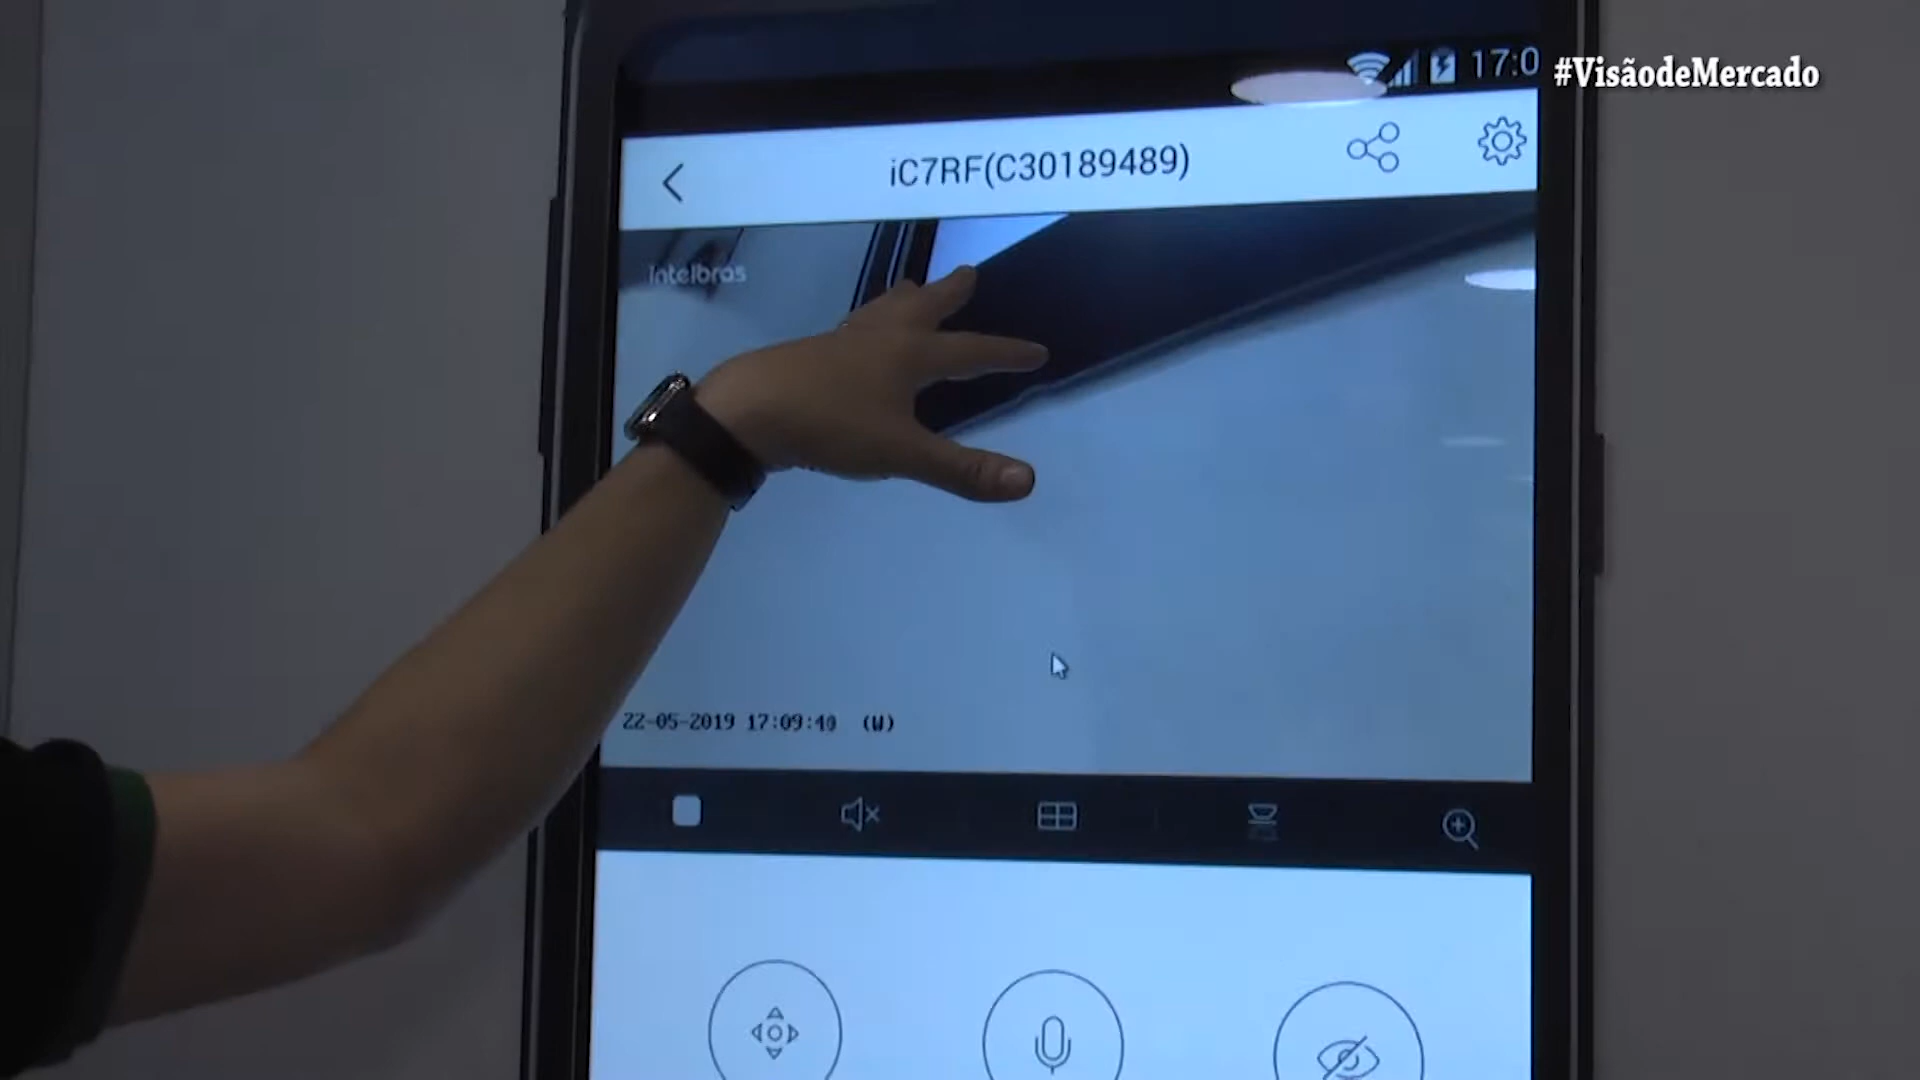 17:0
#VisãodeMercado
iC7RF(C30189489)
intelbras
22-05-2019 17:09:40 (W)